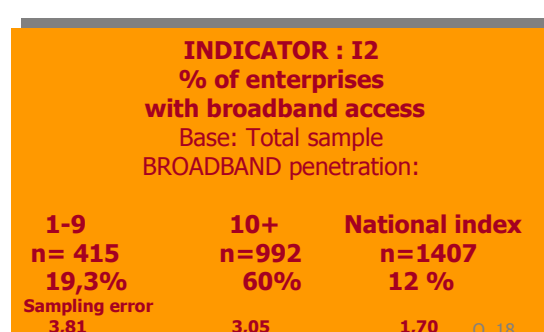 INDICATOR : I2
% of enterprises
with broadband access
Base: Total sample
BROADBAND penetration:
1-9 10+ National index
n= 415 n=992 n=1407
19,3% 60% 12 %
Sampling error
3,81 3,05 1,70 Q. 18